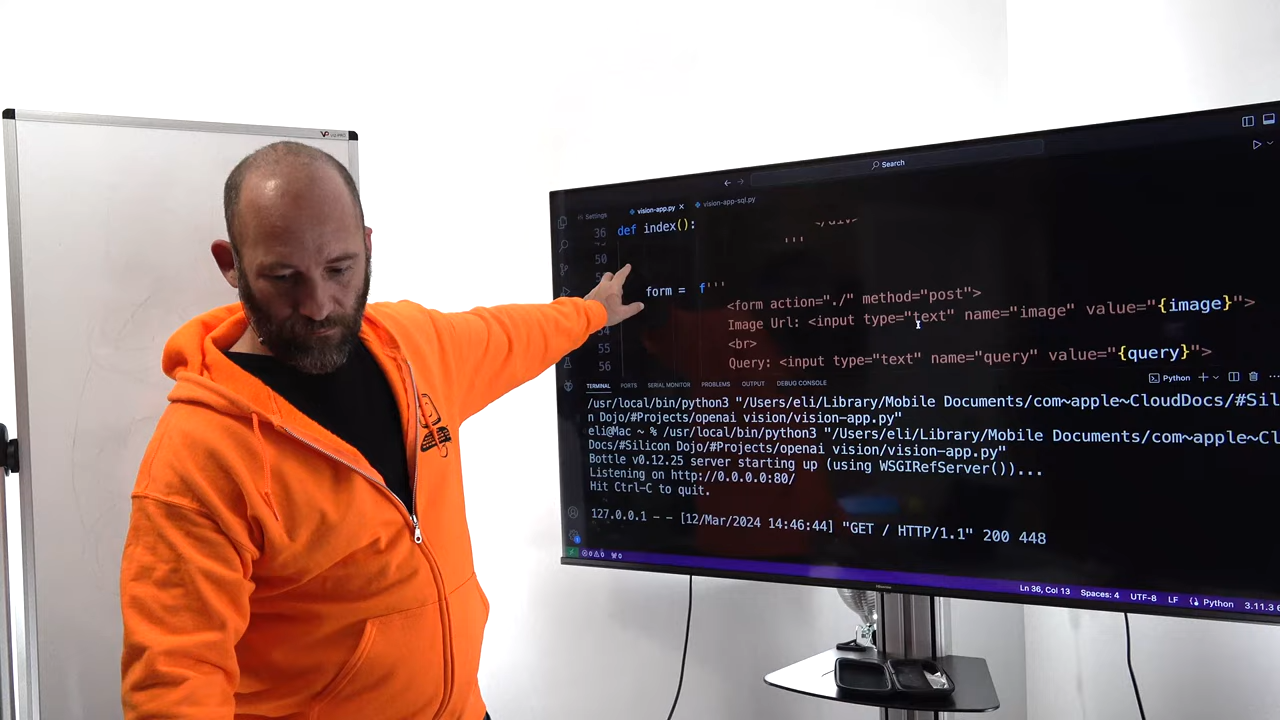 Search
Settings
vision-app.py
vision-app-sql.py
36 def index():
</div>
'''
50
form = f'''
<form action="./" method="post">
Image Url: <input type="text" name="image" value="{image}">
<br>
55
Query: <input type="text" name="query" value="{query}">
56
TERMINAL PORTS SERIAL MONITOR PROBLEMS OUTPUT DEBUG CONSOLE
Python
/usr/local/bin/python3 "/Users/eli/Library/Mobile Documents/com~apple~CloudDocs/#Sil
n Dojo/#Projects/openai vision/vision-app.py"
eli@Mac ~ % /usr/local/bin/python3 "/Users/eli/Library/Mobile Documents/com~apple~Cl
Docs/#Silicon Dojo/#Projects/openai vision/vision-app.py"
Bottle v0.12.25 server starting up (using WSGIRefServer())...
Listening on http://0.0.0.0:80/
Hit Ctrl-C to quit.
127.0.0.1 - - [12/Mar/2024 14:46:44] "GET / HTTP/1.1" 200 448
Ln 36, Col 13 Spaces: 4 UTF-8 LF Python 3.11.3